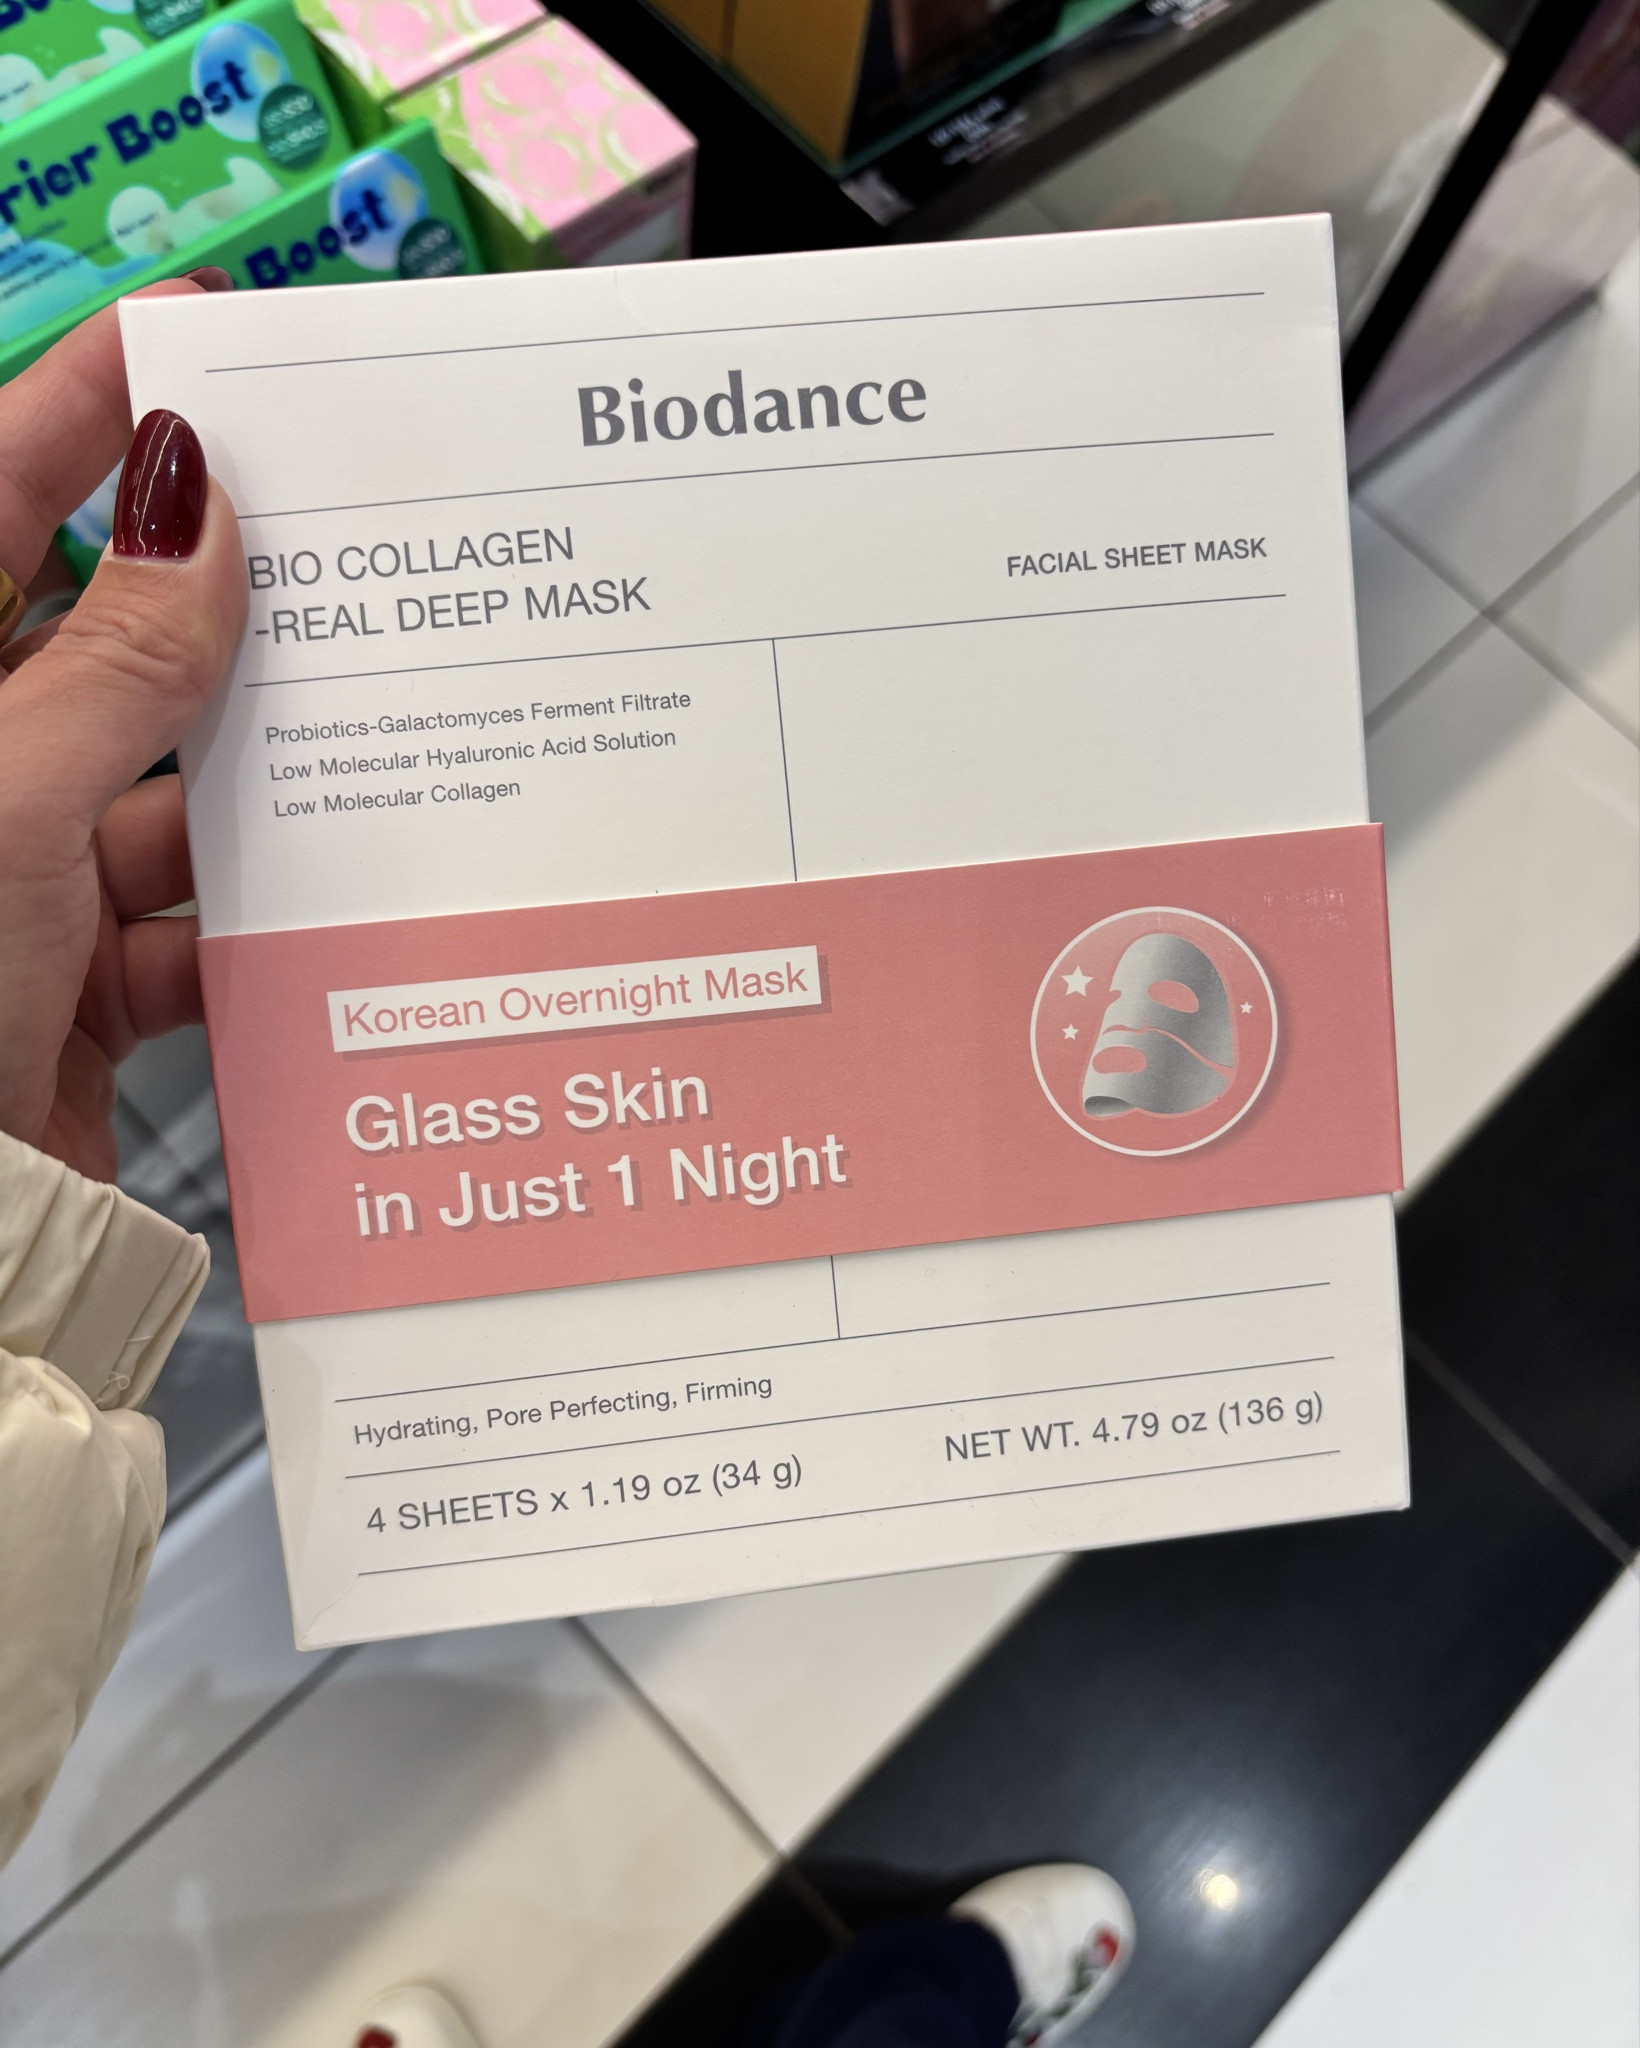 rier Boost
Boost
Biodance
BIO COLLAGEN
-REAL DEEP MASK
FACIAL SHEET MASK
Probiotics-Galactomyces Ferment Filtrate
Low Molecular Hyaluronic Acid Solution
Low Molecular Collagen
Korean Overnight Mask
Glass Skin
in Just 1 Night
Hydrating, Pore Perfecting, Firming
4 SHEETS x 1.19 oz (34 g)
NET WT. 4.79 oz (136 g)